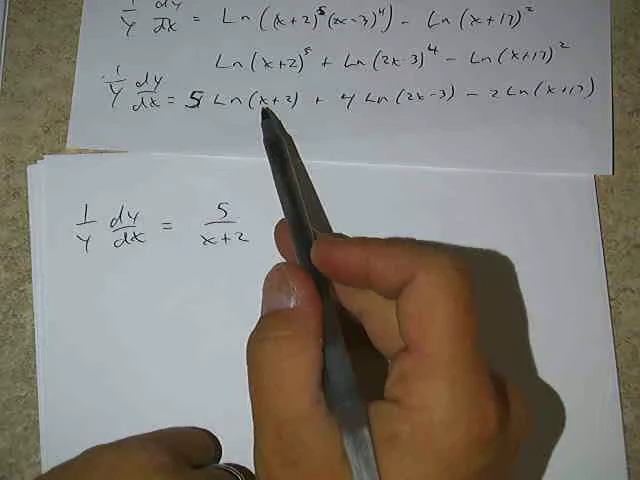 1/y dy/dx = Ln((x+2)^5(2x-3)^4) - Ln(x+17)^2
Ln(x+2)^5 + Ln(2x-3)^4 - Ln(x+17)^2
1/y dy/dx = 5 Ln(x+2) + 4 Ln(2x-3) - 2 Ln(x+17)
1/y dy/dx = 5/(x+2)